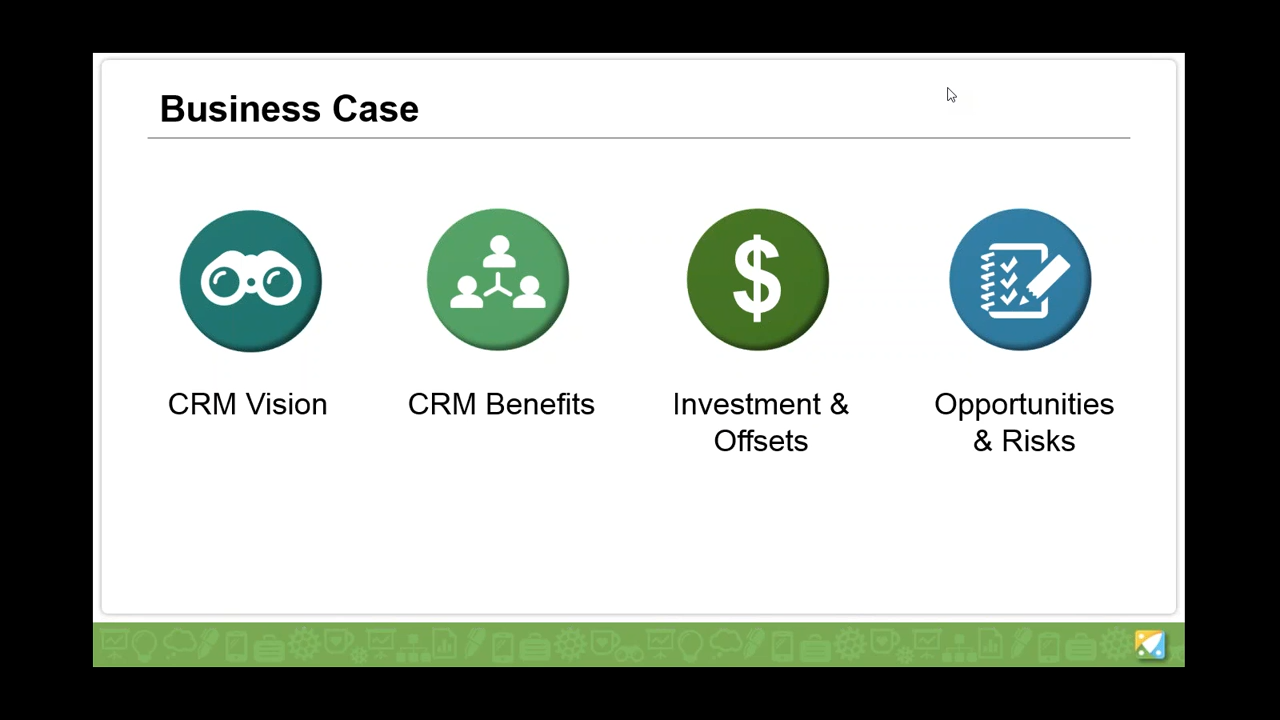 Business Case
CRM Vision
CRM Benefits
Investment &
Offsets
Opportunities
& Risks